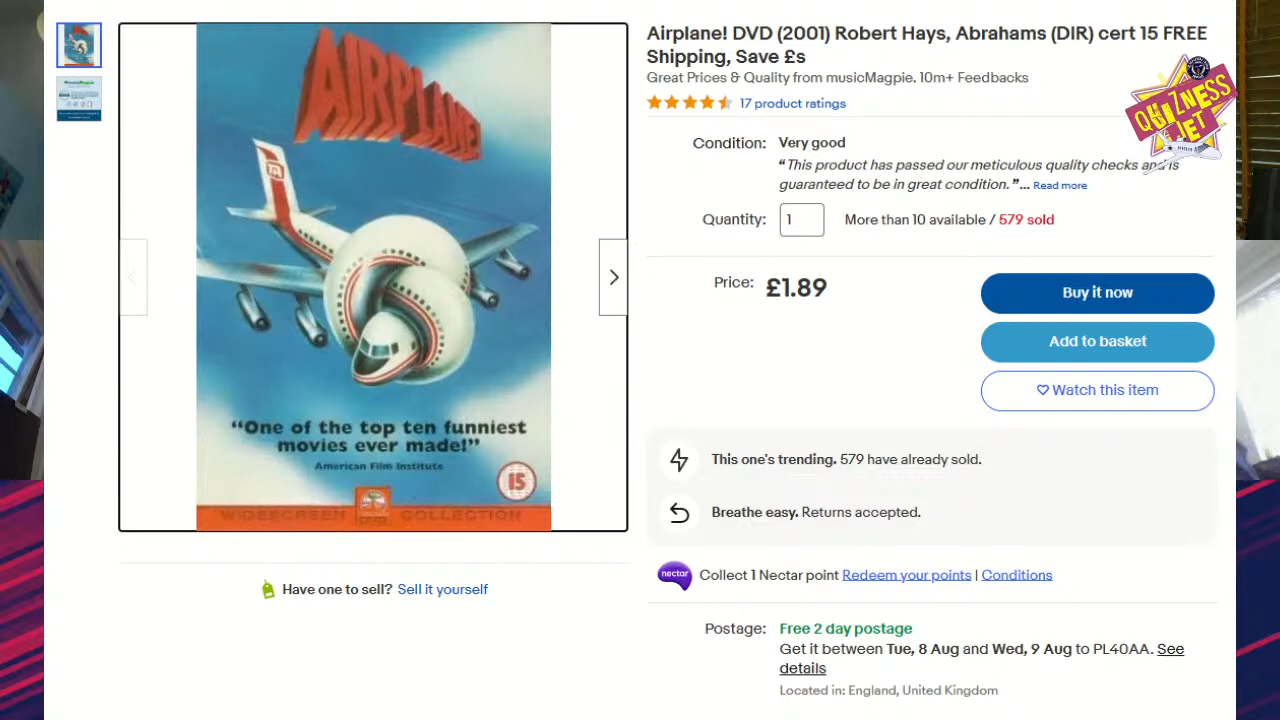 AIRPLANE!
"One of the top ten funniest
movies ever made!"
American Film Institute
15
WIDESCREEN COLLECTION
Have one to sell? Sell it yourself
Airplane! DVD (2001) Robert Hays, Abrahams (DIR) cert 15 FREE
Shipping, Save £s
Great Prices & Quality from musicMagpie. 10m+ Feedbacks
17 product ratings
QUIZNESS
JET
Condition: Very good
“This product has passed our meticulous quality checks and is
guaranteed to be in great condition. ”... Read more
Quantity: 1 More than 10 available / 579 sold
Price: £1.89
Buy it now
Add to basket
Watch this item
This one's trending. 579 have already sold.
Breathe easy. Returns accepted.
nectar Collect 1 Nectar point Redeem your points | Conditions
Postage: Free 2 day postage
Get it between Tue, 8 Aug and Wed, 9 Aug to PL40AA. See
details
Located in: England, United Kingdom